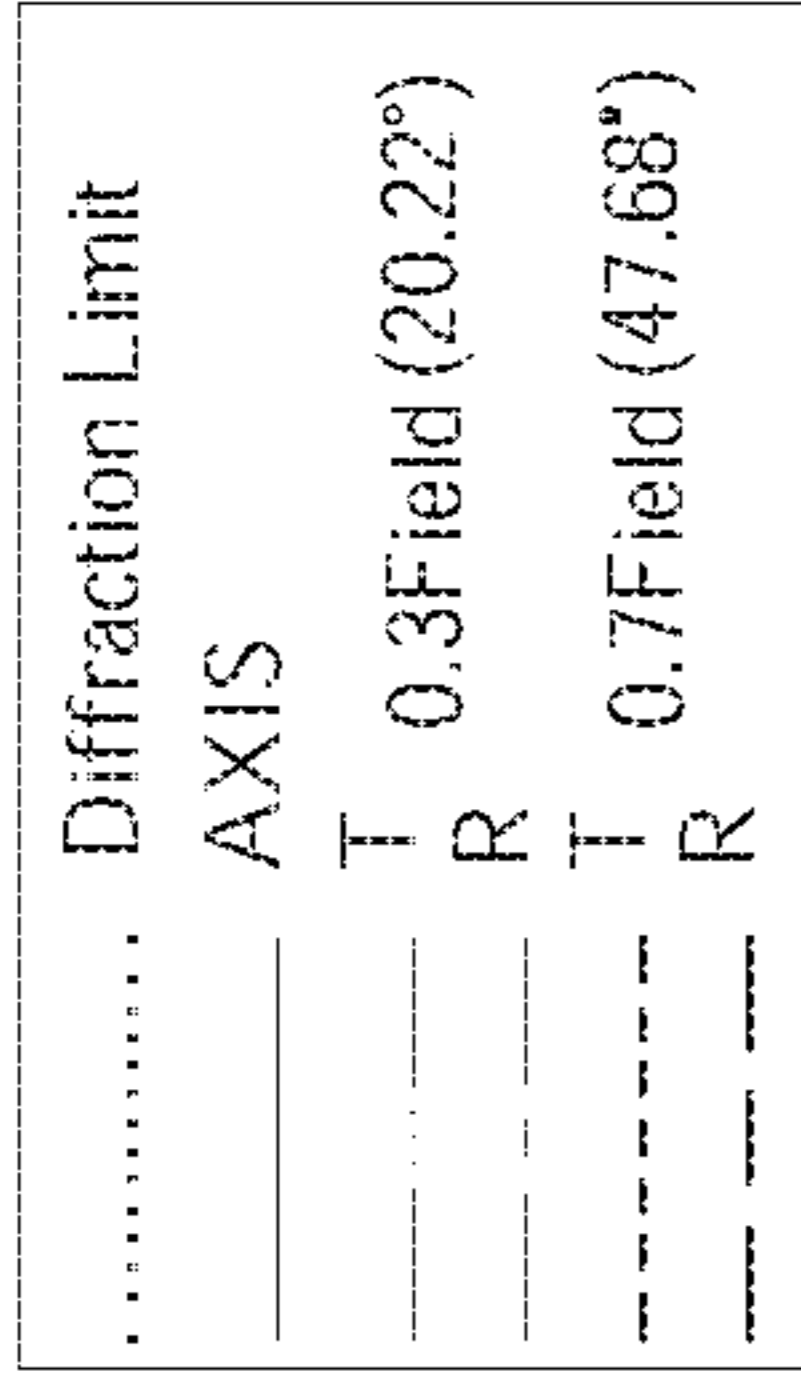 Diffraction Limit
AXIS
T 0.3Field (20.22°)
R
T 0.7Field (47.68°)
R